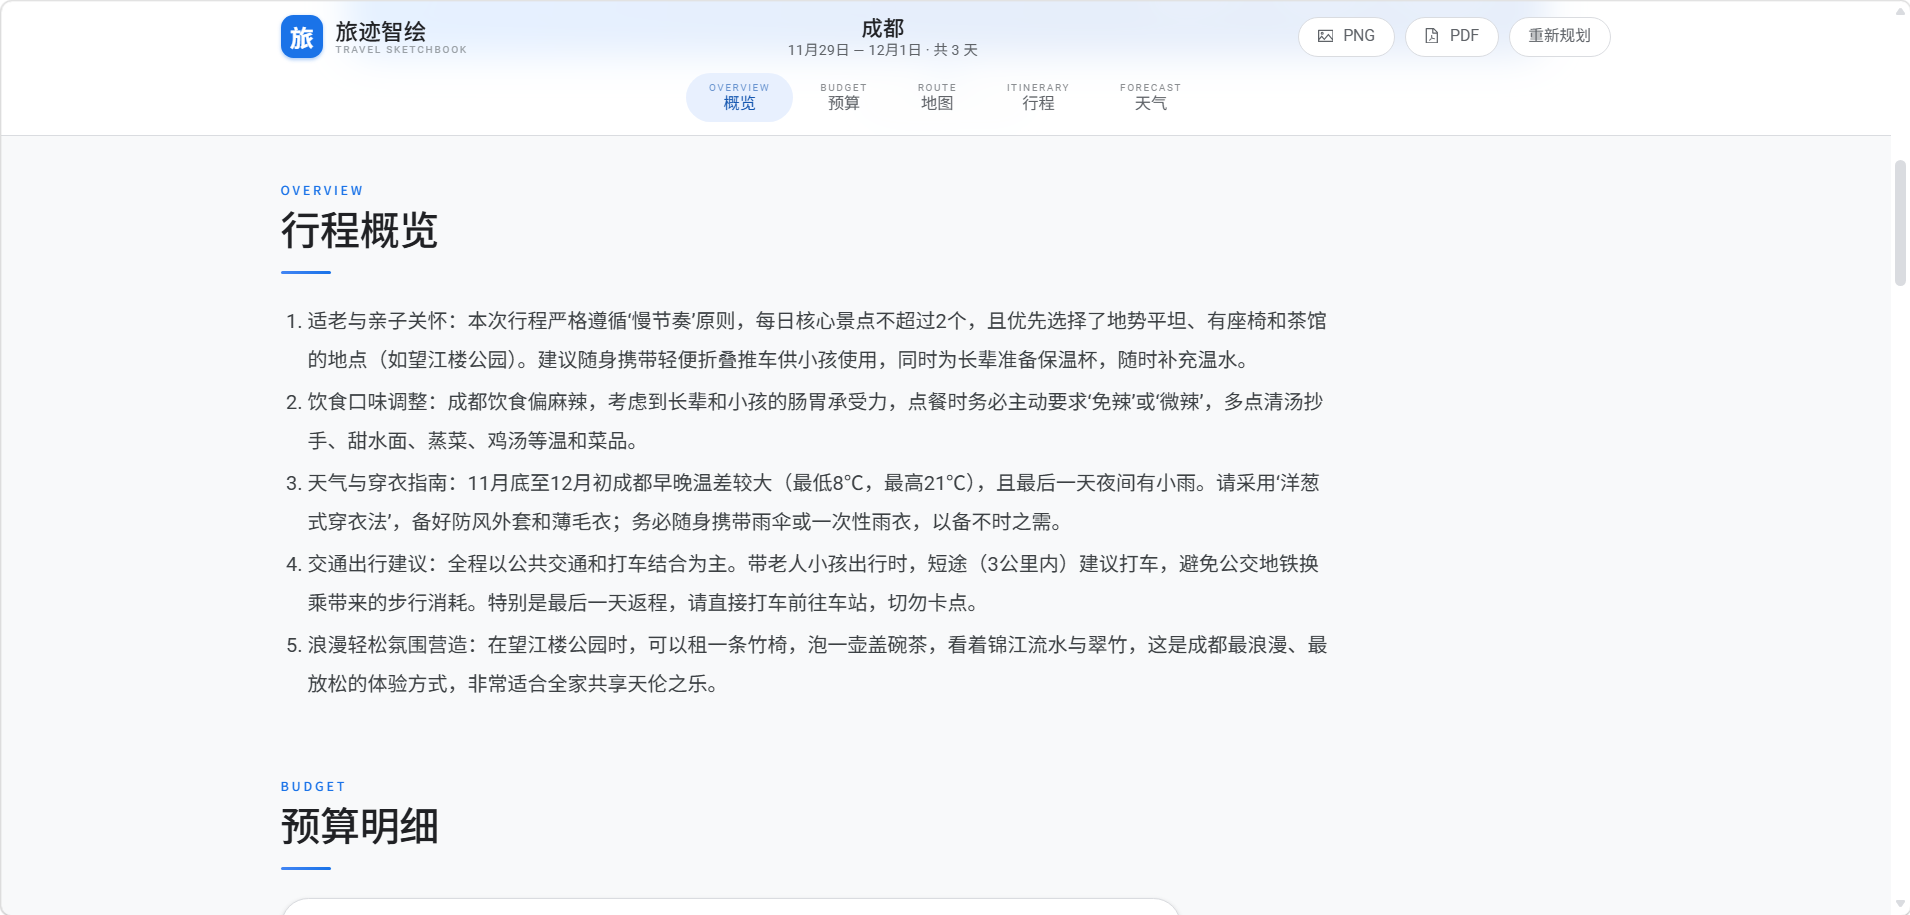 旅
旅迹智绘
TRAVEL SKETCHBOOK
成都
11月29日 — 12月1日 · 共 3 天
PNG
PDF
重新规划
OVERVIEW
概览
BUDGET
预算
ROUTE
地图
ITINERARY
行程
FORECAST
天气
OVERVIEW
行程概览
1. 适老与亲子关怀：本次行程严格遵循‘慢节奏’原则，每日核心景点不超过2个，且优先选择了地势平坦、有座椅和茶馆
的地点（如望江楼公园）。建议随身携带轻便折叠推车供小孩使用，同时为长辈准备保温杯，随时补充温水。
2. 饮食口味调整：成都饮食偏麻辣，考虑到长辈和小孩的肠胃承受力，点餐时务必主动要求‘免辣’或‘微辣’，多点清汤抄
手、甜水面、蒸菜、鸡汤等温和菜品。
3. 天气与穿衣指南：11月底至12月初成都早晚温差较大（最低8℃，最高21℃），且最后一天夜间有小雨。请采用‘洋葱
式穿衣法’，备好防风外套和薄毛衣；务必随身携带雨伞或一次性雨衣，以备不时之需。
4. 交通出行建议：全程以公共交通和打车结合为主。带老人小孩出行时，短途（3公里内）建议打车，避免公交地铁换
乘带来的步行消耗。特别是最后一天返程，请直接打车前往车站，切勿卡点。
5. 浪漫轻松氛围营造：在望江楼公园时，可以租一条竹椅，泡一壶盖碗茶，看着锦江流水与翠竹，这是成都最浪漫、最
放松的体验方式，非常适合全家共享天伦之乐。
BUDGET
预算明细